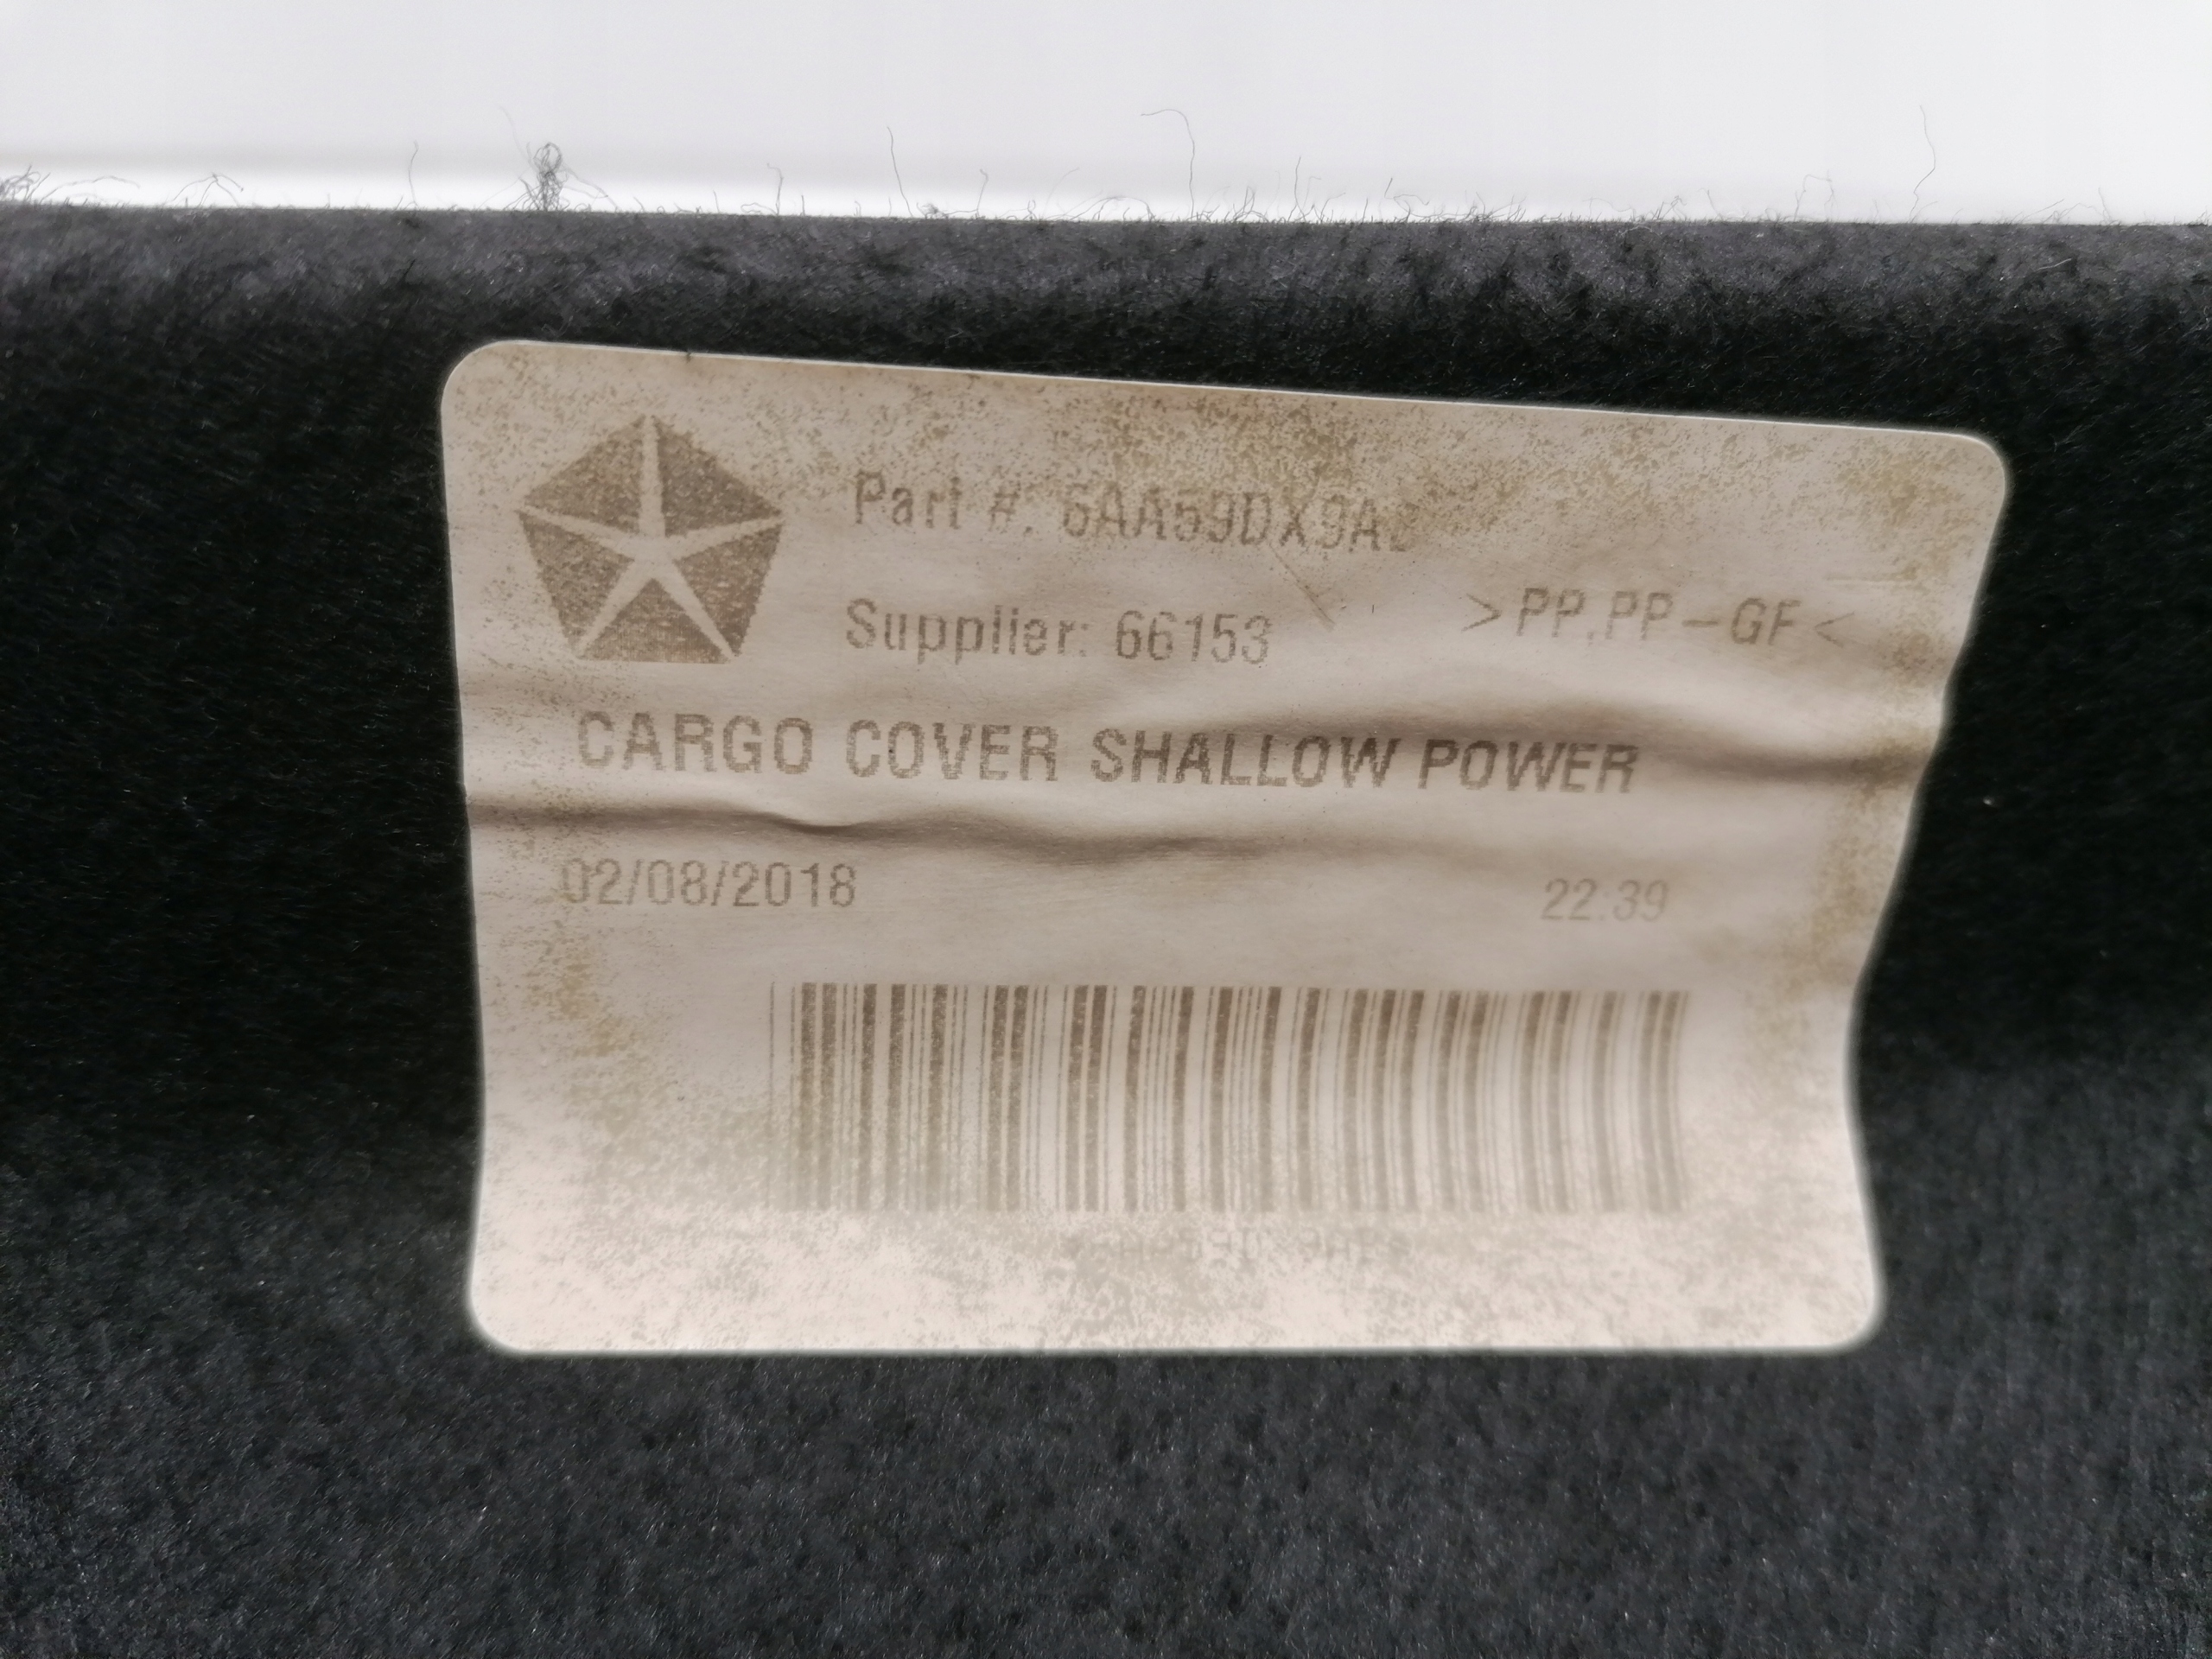 Part #:
Supplier: 66153
>PP,PP-GF<
CARGO COVER SHALLOW POWER
02/08/2018
22:39